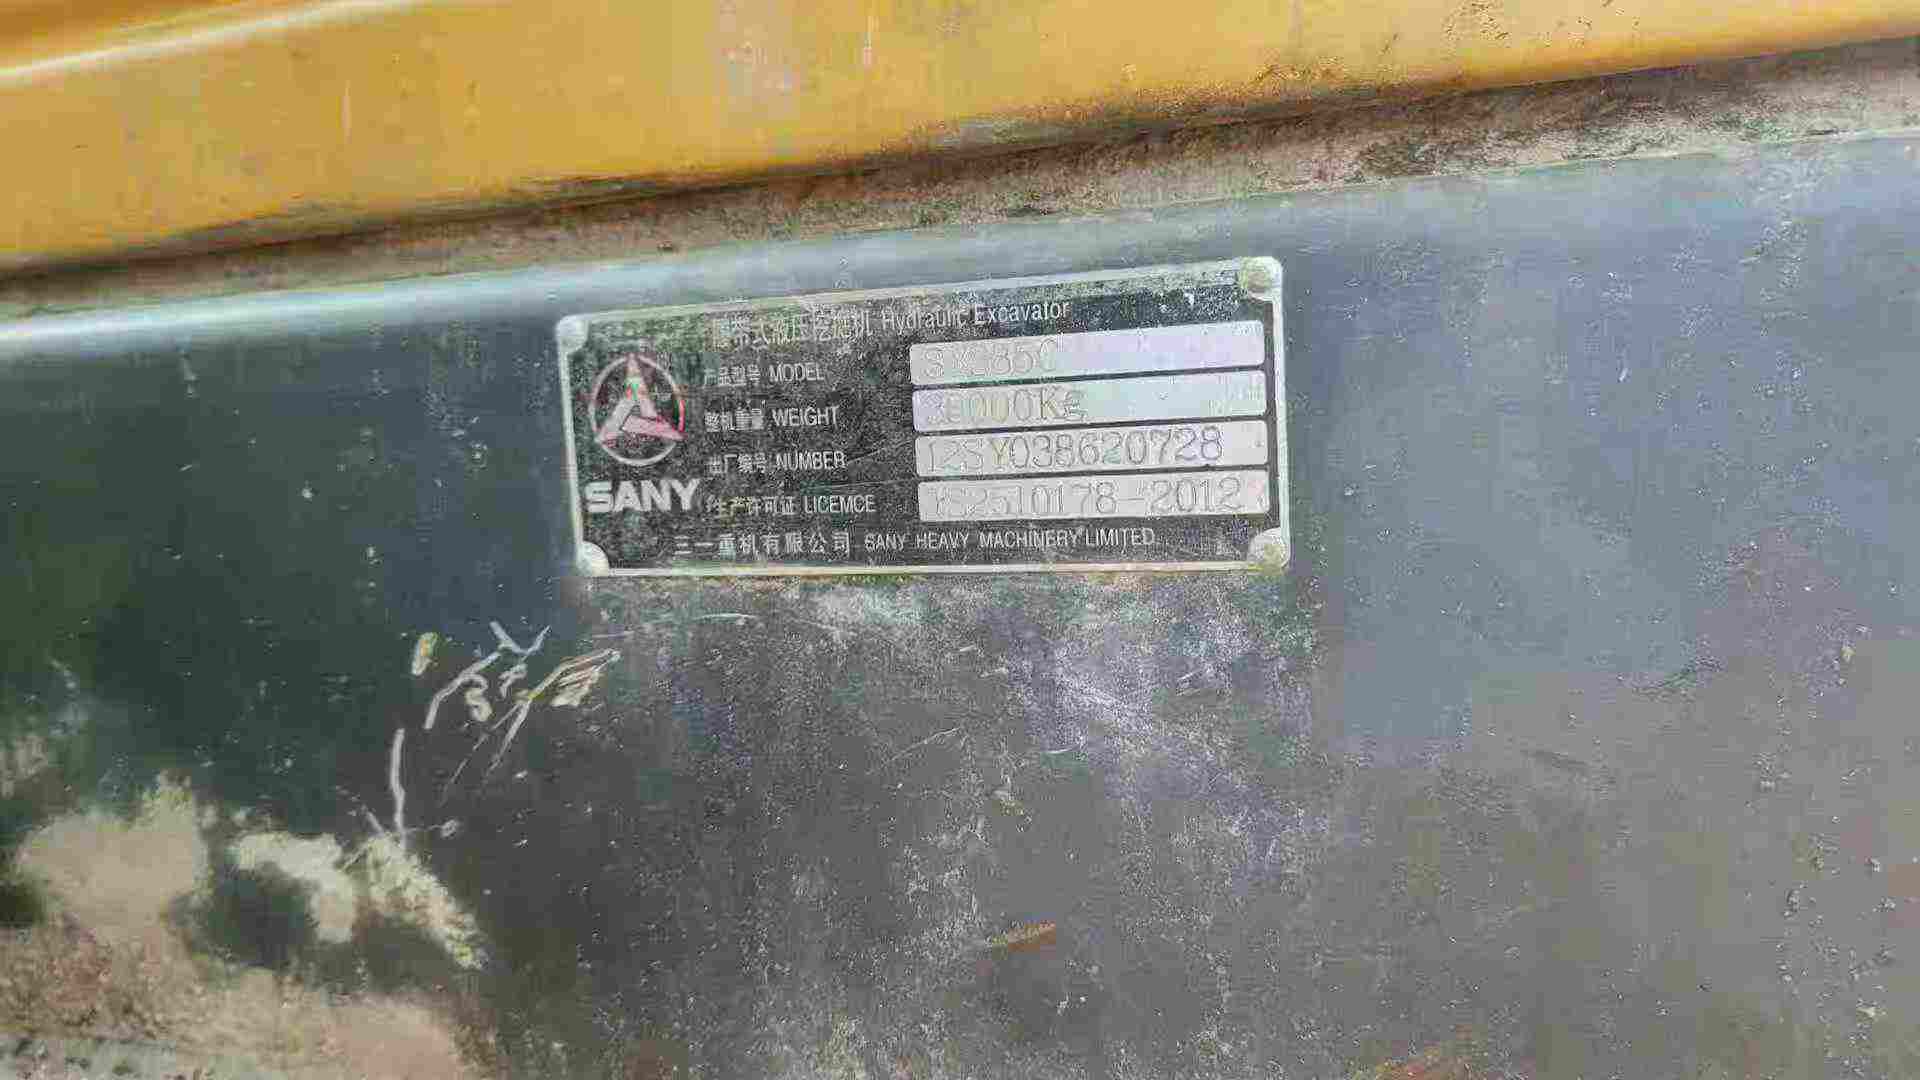 履带式液压挖掘机 Hydraulic Excavator
产品型号 MODEL
整机重量 WEIGHT
出厂编号 NUMBER 12SY038620728
SANY
生产许可证 LICEMCE TS2510178-2012
三一重机有限公司 SANY HEAVY MACHINERY LIMITED